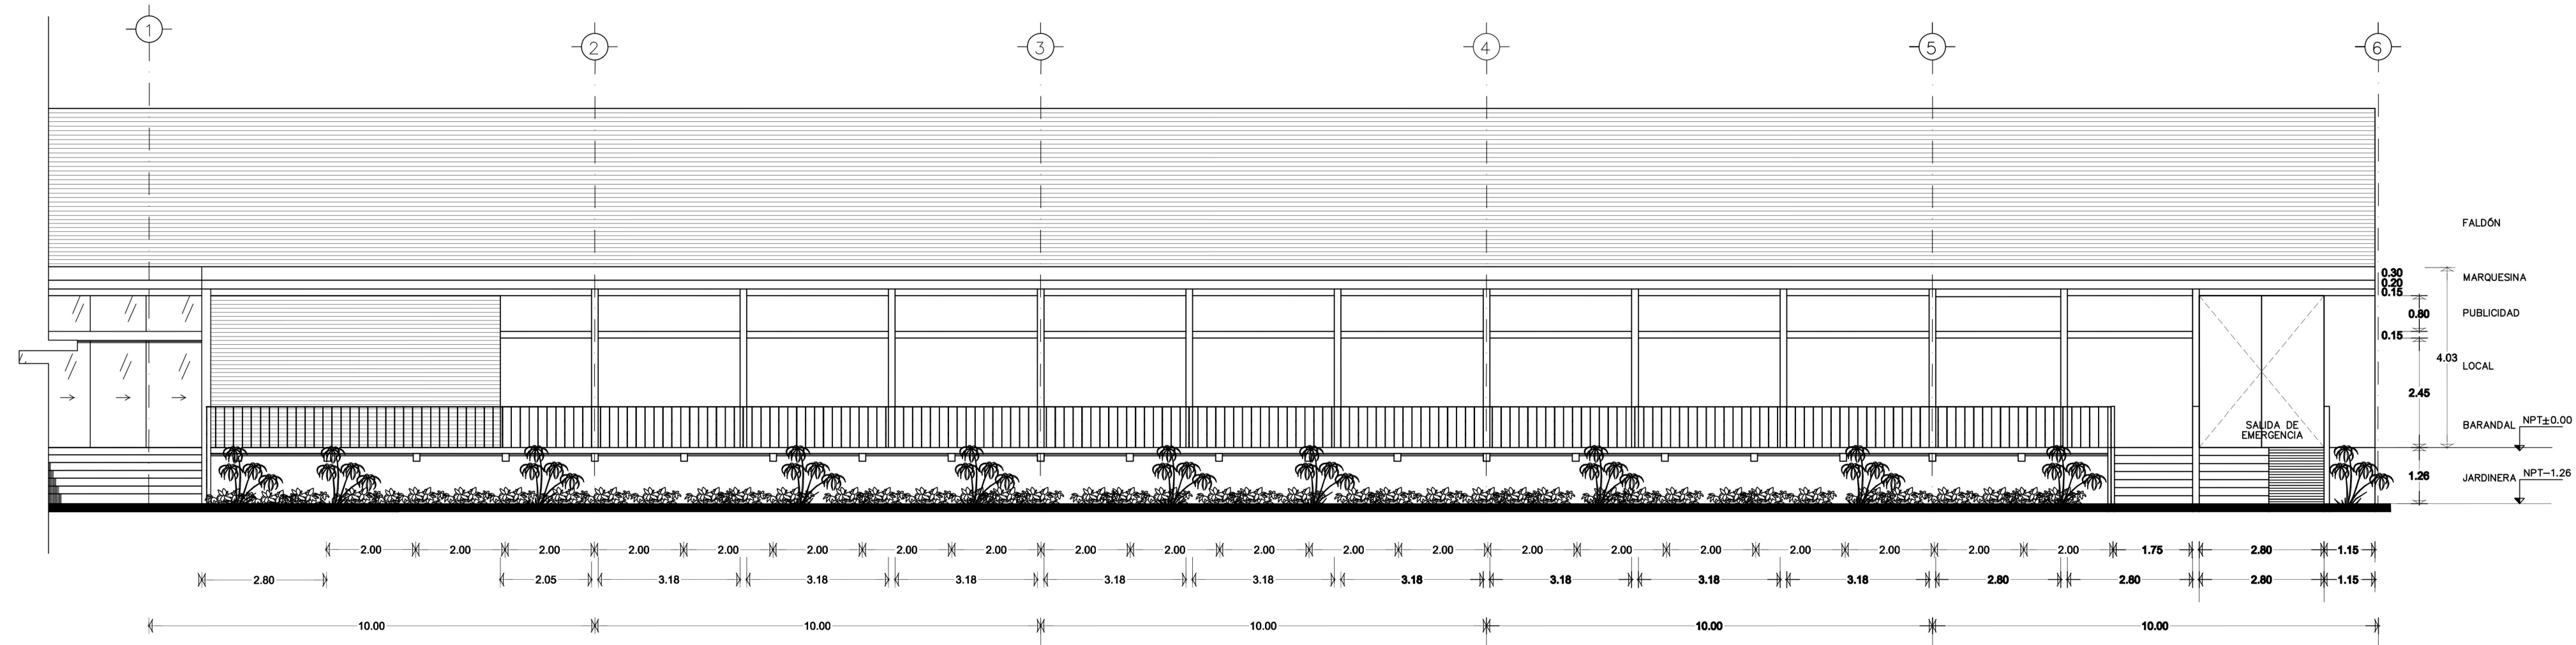 1
2
3
4
5
6
FALDÓN
0.30
MARQUESINA
0.20
0.15
0.80
PUBLICIDAD
0.15
4.03
LOCAL
2.45
SALIDA DE
EMERGENCIA
BARANDAL
NPT±0.00
1.26
JARDINERA
NPT-1.26
2.00 2.00 2.00 2.00 2.00 2.00 2.00 2.00 2.00 2.00 2.00 2.00 2.00 2.00 2.00 2.00 2.00 2.00 2.00 2.00 1.75 2.80 1.15
2.80 2.05 3.18 3.18 3.18 3.18 3.18 3.18 3.18 3.18 3.18 2.80 2.80 2.80 1.15
10.00 10.00 10.00 10.00 10.00